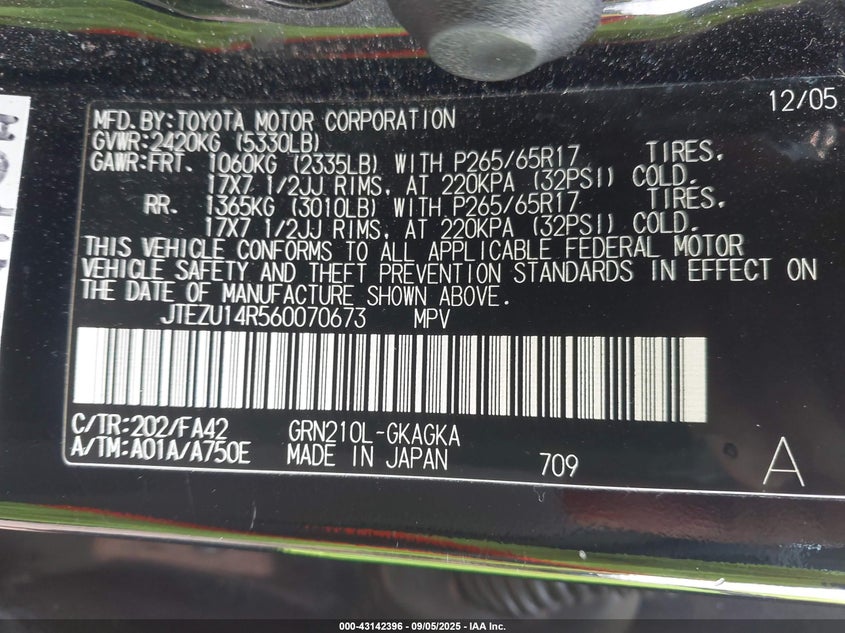 12/05
MFD.BY:TOYOTA MOTOR CORPORATION
GVWR:2420KG (5330LB)
GAWR:FRT. 1060KG (2335LB) WITH P265/65R17 TIRES,
17X7 1/2JJ RIMS, AT 220KPA (32PSI) COLD.
RR. 1365KG (3010LB) WITH P265/65R17 TIRES,
17X7 1/2JJ RIMS, AT 220KPA (32PSI) COLD.
THIS VEHICLE CONFORMS TO ALL APPLICABLE FEDERAL MOTOR
VEHICLE SAFETY AND THEFT PREVENTION STANDARDS IN EFFECT ON
THE DATE OF MANUFACTURE SHOWN ABOVE.
JTEZU14R560070673 MPV
C/TR:202/FA42 GRN210L-GKAGKA
A/TM:A01A/A750E MADE IN JAPAN 709 A
000-43142396 - 09/05/2025 - IAA Inc.